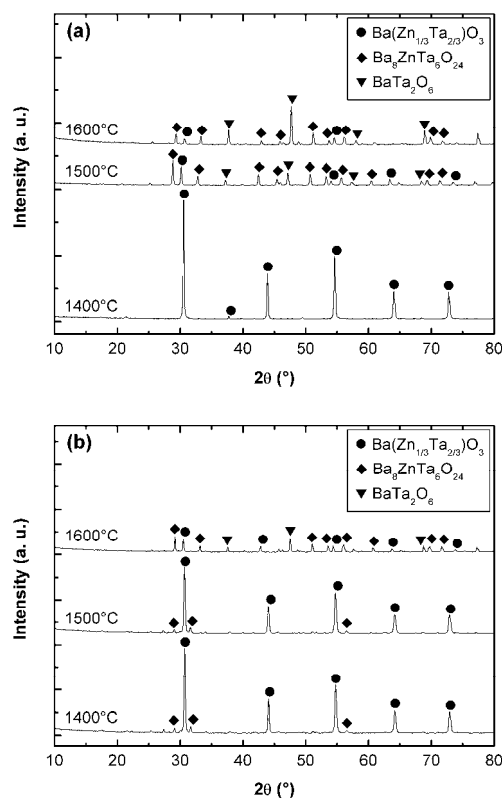 (a)
Ba(Zn1/3Ta2/3)O3
Ba8ZnTa6O24
BaTa2O6
1600°C
1500°C
1400°C
Intensity (a. u.)
10 20 30 40 50 60 70 80
2θ (°)
(b)
Ba(Zn1/3Ta2/3)O3
Ba8ZnTa6O24
BaTa2O6
1600°C
1500°C
1400°C
Intensity (a. u.)
10 20 30 40 50 60 70 80
2θ (°)